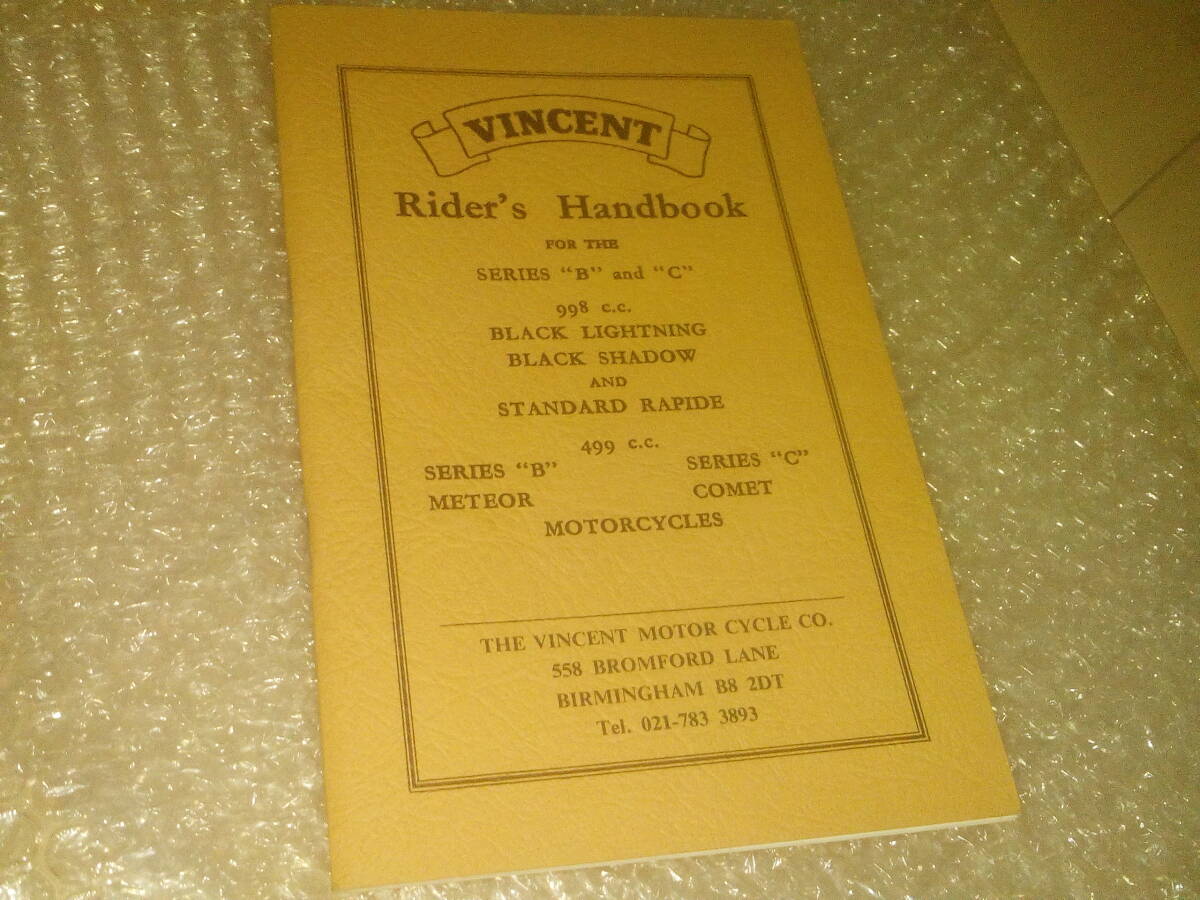 VINCENT
Rider's Handbook
FOR THE
SERIES "B" and "C"
998 c.c.
BLACK LIGHTNING
BLACK SHADOW
AND
STANDARD RAPIDE
499 c.c.
SERIES "B" SERIES "C"
METEOR COMET
MOTORCYCLES
THE VINCENT MOTOR CYCLE CO.
558 BROMFORD LANE
BIRMINGHAM B8 2DT
Tel. 021-783 3893